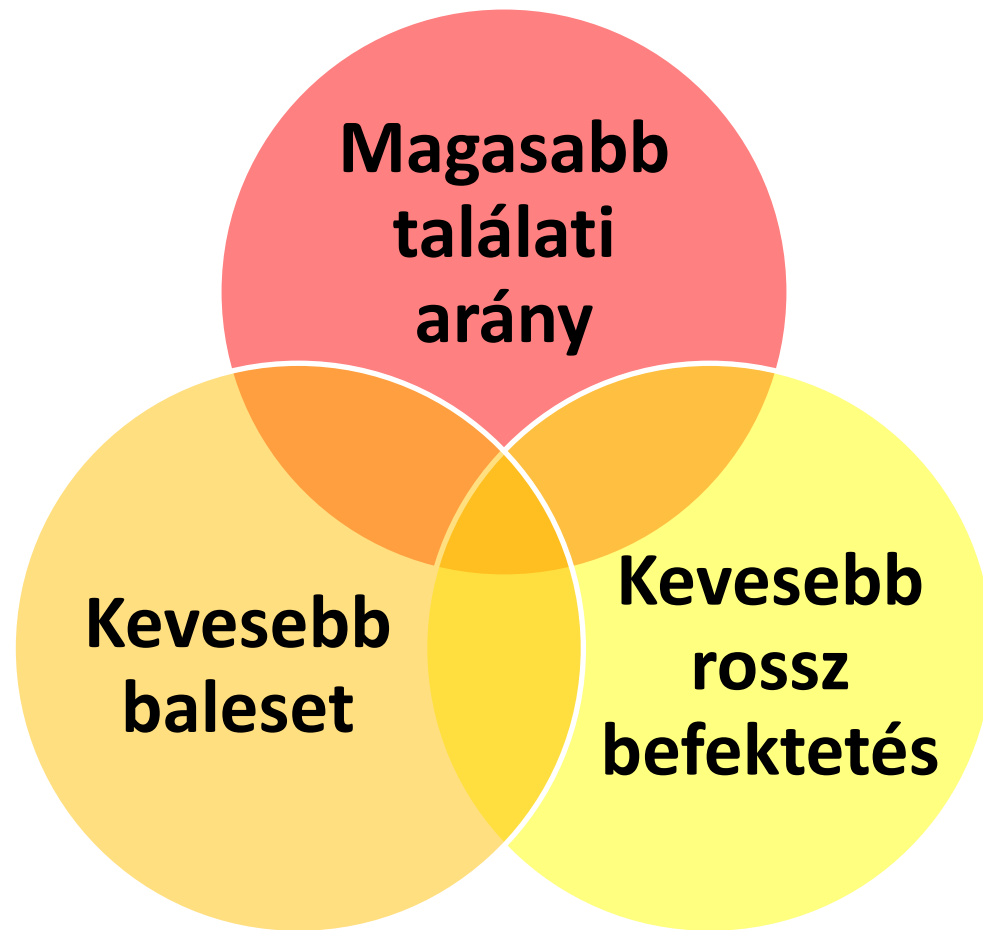 Magasabb
találati
arány
Kevesebb
baleset
Kevesebb
rossz
befektetés